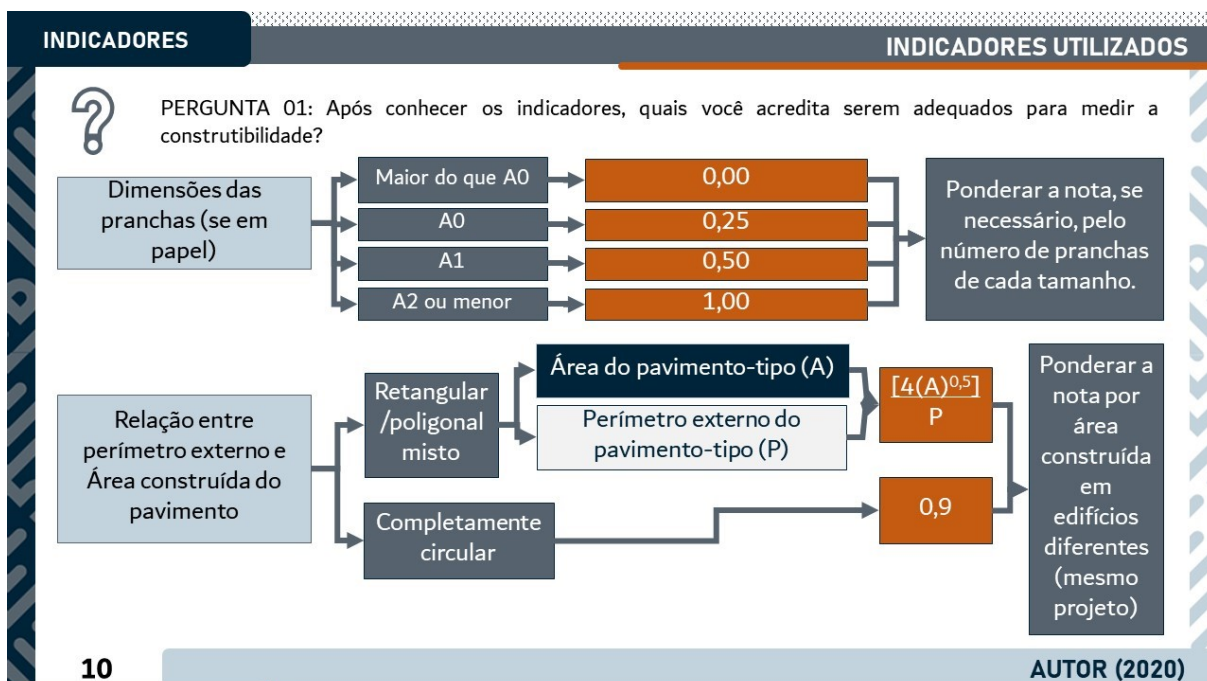 INDICADORES
INDICADORES UTILIZADOS
PERGUNTA 01: Após conhecer os indicadores, quais você acredita serem adequados para medir a
construtibilidade?
Dimensões das
pranchas (se em
papel)
Maior do que A0
0,00
A0
0,25
A1
0,50
A2 ou menor
1,00
Ponderar a nota, se
necessário, pelo
número de pranchas
de cada tamanho.
Relação entre
perímetro externo e
Área construída do
pavimento
Retangular
/poligonal
misto
Área do pavimento-tipo (A)
Perímetro externo do
pavimento-tipo (P)
[4(A)^0,5]
P
Completamente
circular
0,9
Ponderar a
nota por
área
construída
em
edifícios
diferentes
(mesmo
projeto)
10
AUTOR (2020)